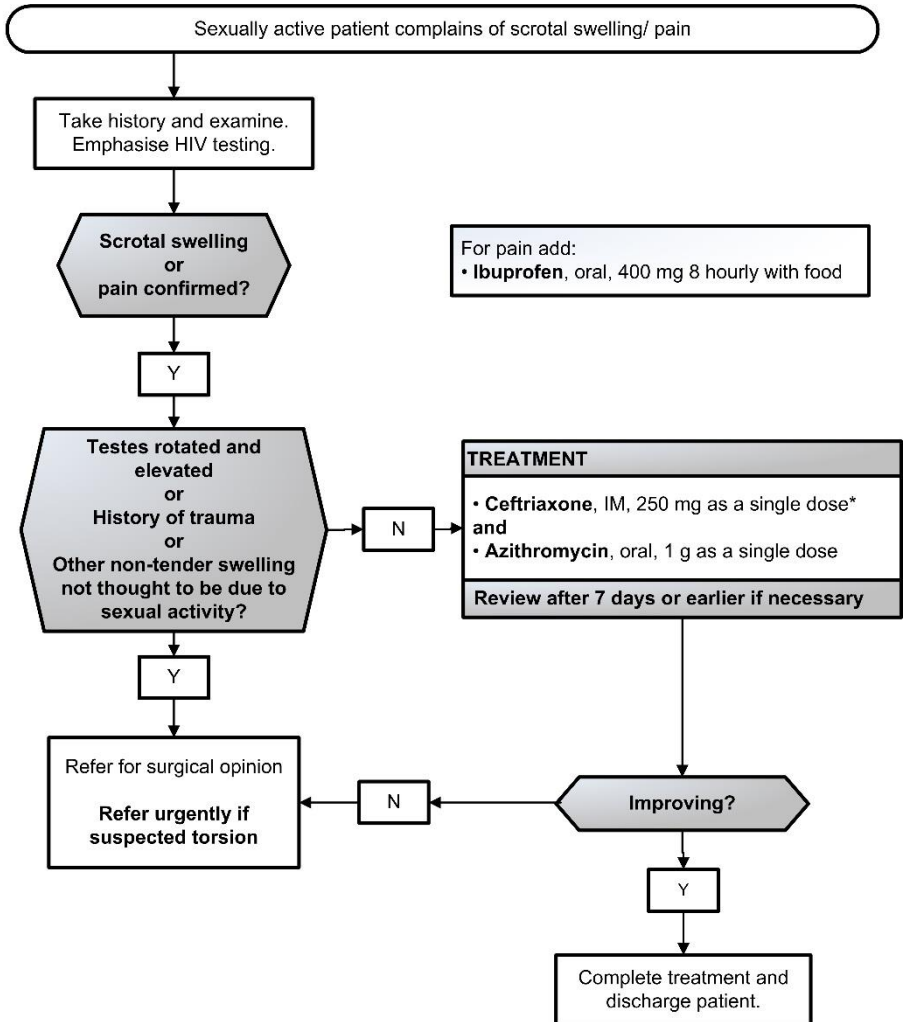 Sexually active patient complains of scrotal swelling/ pain
Take history and examine.
Emphasise HIV testing.
Scrotal swelling
or
pain confirmed?
For pain add:
• Ibuprofen, oral, 400 mg 8 hourly with food
Y
Testes rotated and
elevated
or
History of trauma
or
Other non-tender swelling
not thought to be due to
sexual activity?
N
TREATMENT
• Ceftriaxone, IM, 250 mg as a single dose*
and
• Azithromycin, oral, 1 g as a single dose
Review after 7 days or earlier if necessary
Y
Refer for surgical opinion
Refer urgently if
suspected torsion
N
Improving?
Y
Complete treatment and
discharge patient.